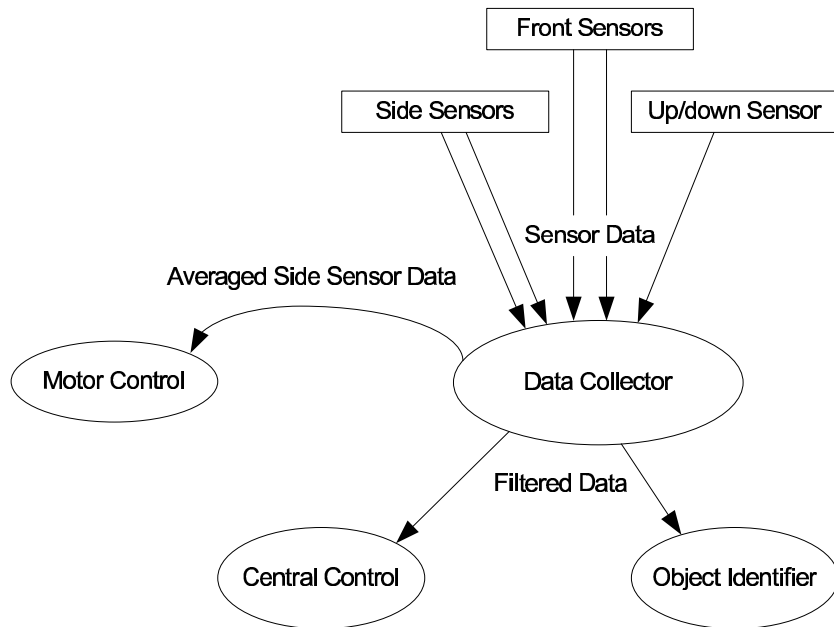 Front Sensors
Side Sensors
Up/down Sensor
Sensor Data
Averaged Side Sensor Data
Motor Control
Data Collector
Filtered Data
Central Control
Object Identifier